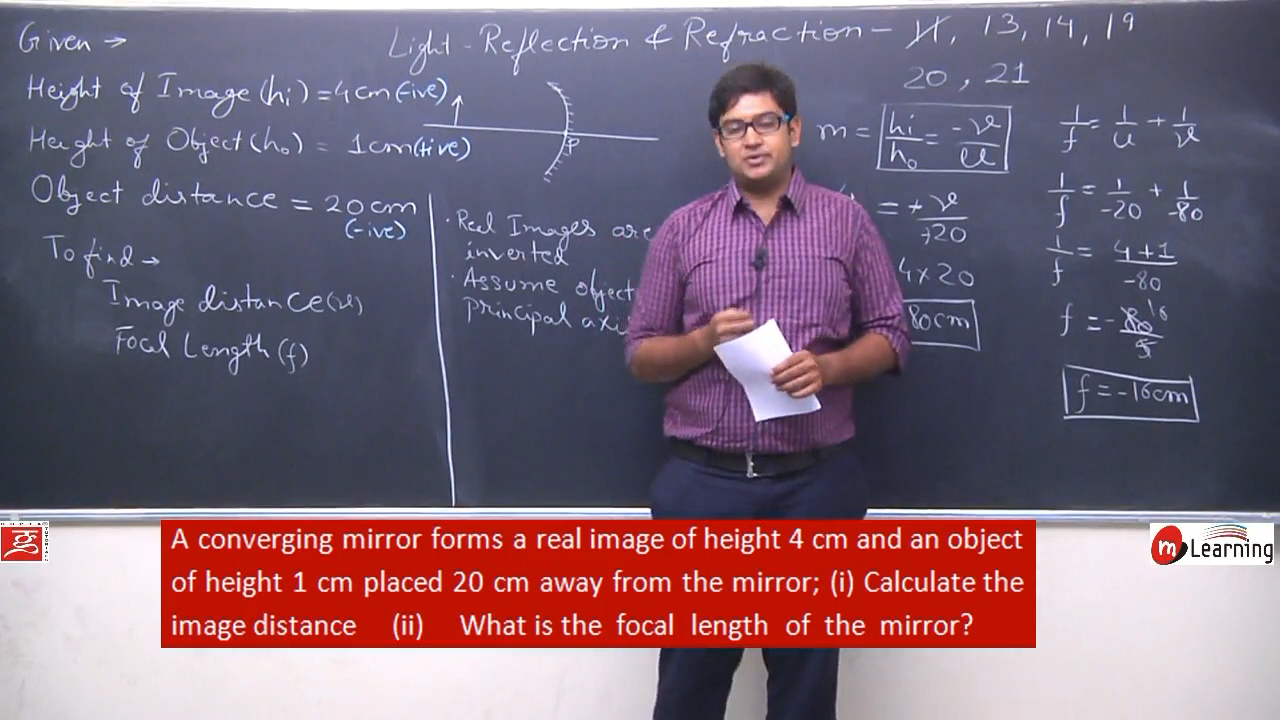 Given →
Light - Reflection & Refraction - 11, 13, 14, 19
20, 21
Height of Image (hi) = 4cm (-ive)
Height of Object (ho) = 1cm (+ive)
Object distance = 20cm
(-ive)
To find →
Image distance (v)
Focal Length (f)
P
· Real Images are
inverted
· Assume object
principal axi
m = hi/ho = -v/u
= +v/+20
4 x 20
80cm
1/f = 1/u + 1/v
1/f = 1/-20 + 1/-80
1/f = 4+1/-80
f = -80/5 16
f = -16cm
A converging mirror forms a real image of height 4 cm and an object
of height 1 cm placed 20 cm away from the mirror; (i) Calculate the
image distance (ii) What is the focal length of the mirror?
m Learning